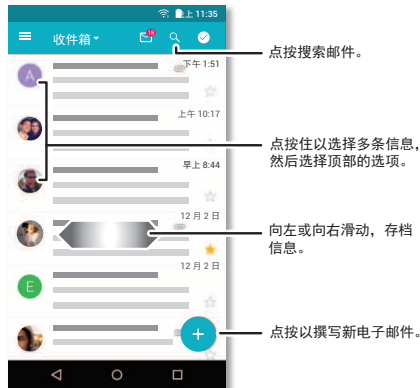 上 11:35
收件箱
18
下午 1:51
A
点按搜索邮件。
上午 10:17
点按住以选择多条信息，
然后选择顶部的选项。
早上 8:44
12 月 2 日
向左或向右滑动，存档
信息。
12 月 2 日
E
点按以撰写新电子邮件。